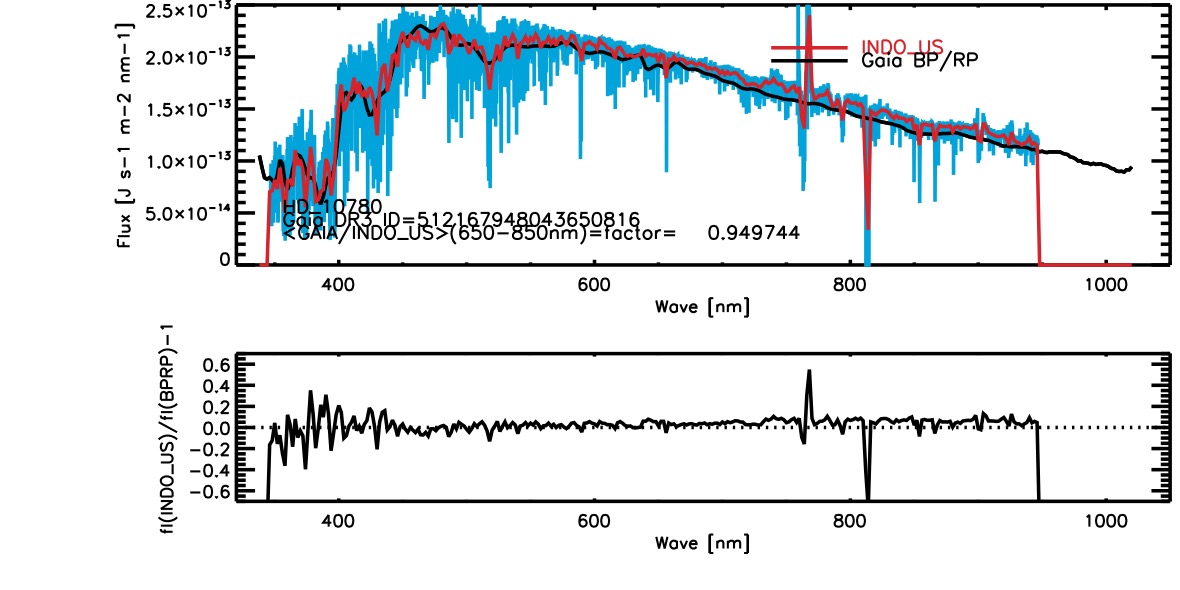 2.5×10⁻¹³
2.0×10⁻¹³
1.5×10⁻¹³
1.0×10⁻¹³
5.0×10⁻¹⁴
0
Flux [J s-1 m-2 nm-1]
INDO_US
Gaia BP/RP
HD_10780
Gaia DR3 ID=512167948043650816
<GAIA/INDO_US>(650-850nm)=factor= 0.949744
400 600 800 1000
Wave [nm]
fl(INDO_US)/fl(BPRP)-1
0.6
0.4
0.2
0.0
-0.2
-0.4
-0.6
400 600 800 1000
Wave [nm]